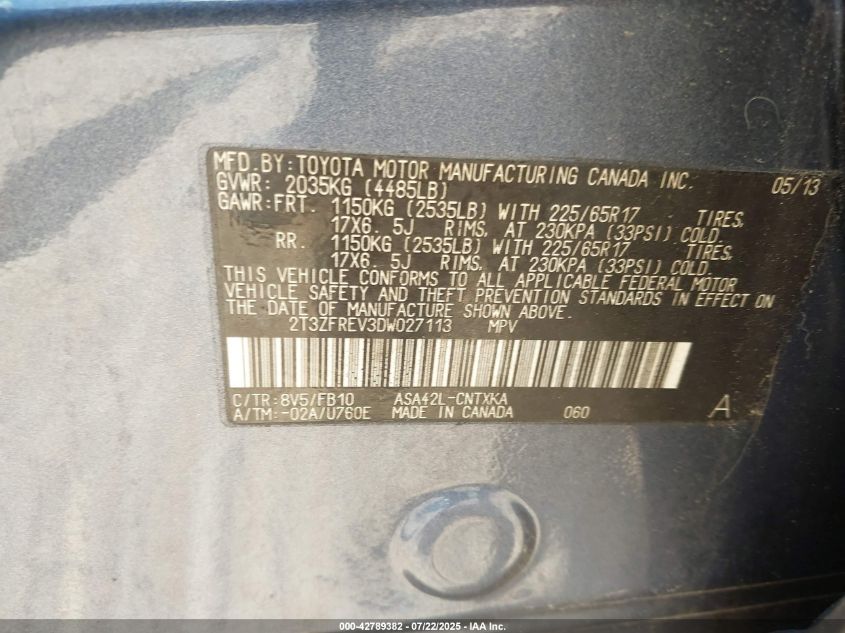 MFD. BY: TOYOTA MOTOR MANUFACTURING CANADA INC. 05/13
GVWR: 2035KG (4485LB)
GAWR: FRT. 1150KG (2535LB) WITH 225/65R17 TIRES,
17X6. 5J RIMS, AT 230KPA (33PSI) COLD
RR. 1150KG (2535LB) WITH 225/65R17 TIRES,
17X6. 5J RIMS, AT 230KPA (33PSI) COLD.
THIS VEHICLE CONFORMS TO ALL APPLICABLE FEDERAL MOTOR
VEHICLE SAFETY AND THEFT PREVENTION STANDARDS IN EFFECT ON
THE DATE OF MANUFACTURE SHOWN ABOVE.
2T3ZFREV3DW027113 MPV
C/TR: 8V5/FB10 ASA42L-CNTXKA
A/TM: -02A/U760E MADE IN CANADA 060 A
000-42789382 - 07/22/2025 - IAA Inc.